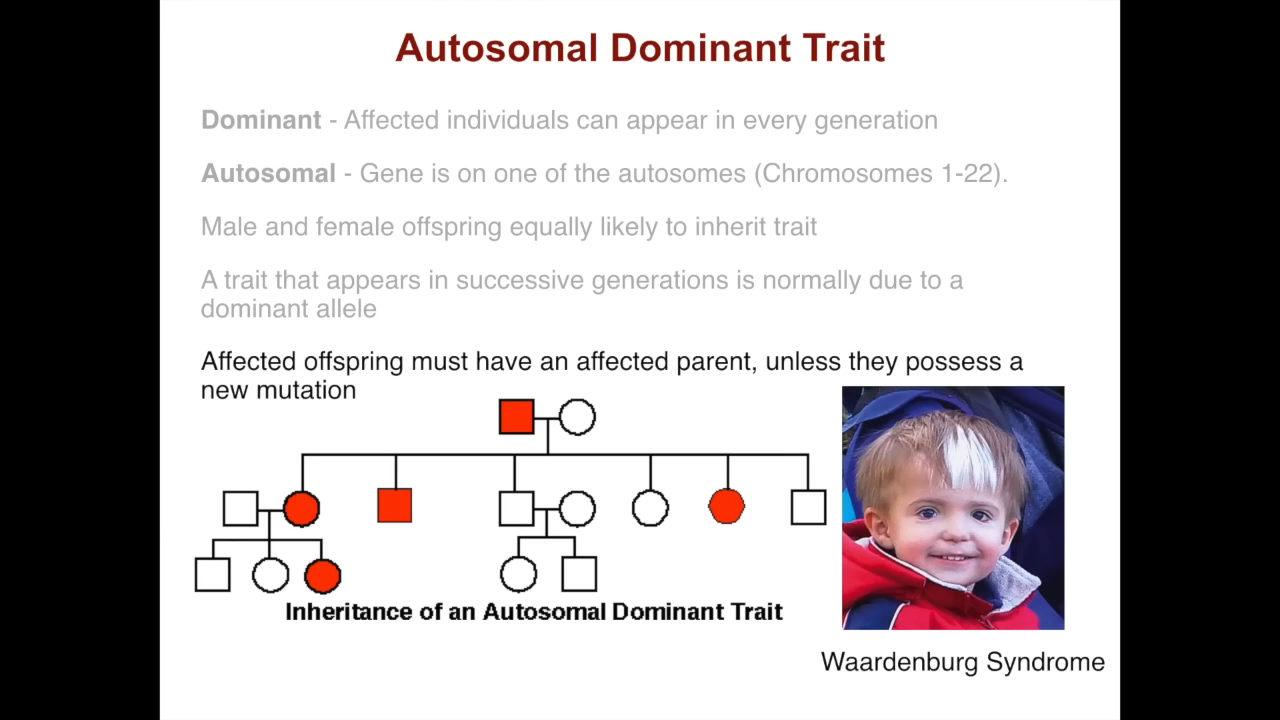 Autosomal Dominant Trait
Dominant - Affected individuals can appear in every generation
Autosomal - Gene is on one of the autosomes (Chromosomes 1-22).
Male and female offspring equally likely to inherit trait
A trait that appears in successive generations is normally due to a
dominant allele
Affected offspring must have an affected parent, unless they possess a
new mutation
Inheritance of an Autosomal Dominant Trait
Waardenburg Syndrome